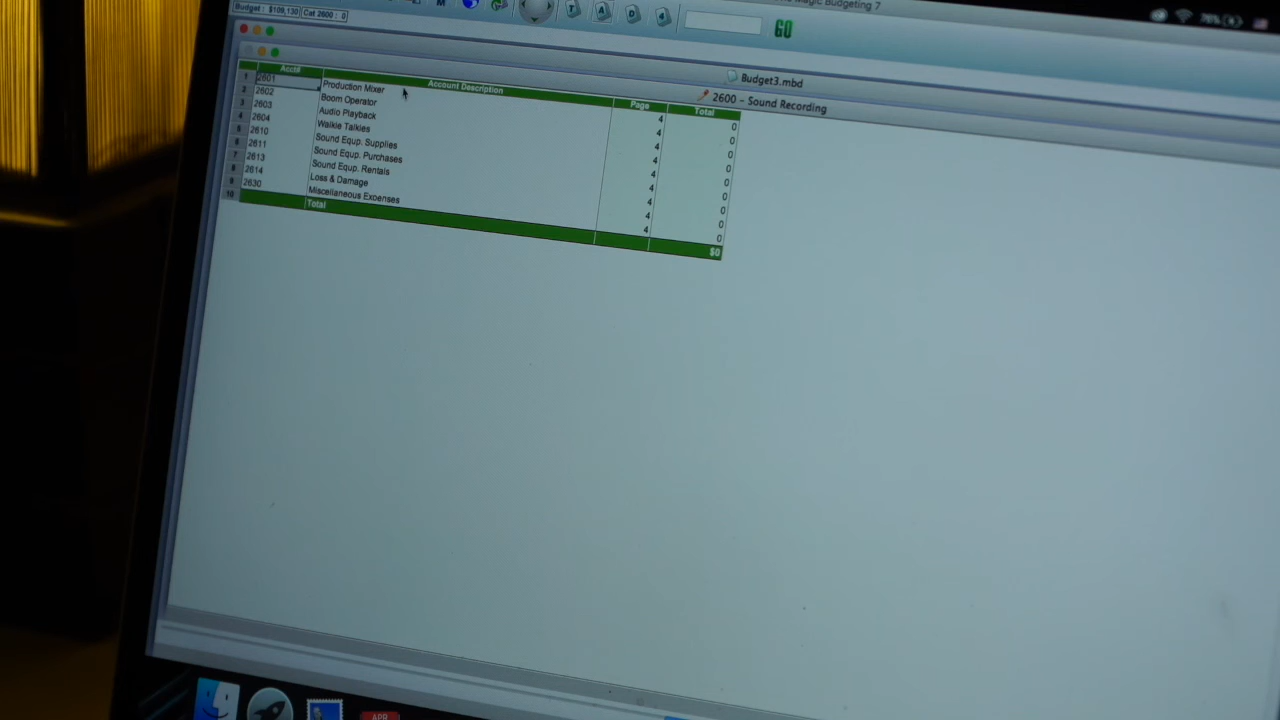 Magic Budgeting 7
Budget : $109,130 Cat 2600 : 0
GO
76%
Budget3.mbd
2600 – Sound Recording
Acct# Account Description Page Total
1 2601 Production Mixer 4 0
2 2602 Boom Operator 4 0
3 2603 Audio Playback 4 0
4 2604 Walkie Talkies 4 0
5 2610 Sound Equp. Supplies 4 0
6 2611 Sound Equp. Purchases 4 0
7 2613 Sound Equp. Rentals 4 0
8 2614 Loss & Damage 4 0
9 2630 Miscellaneous Expenses 4 0
10 Total $0
APR